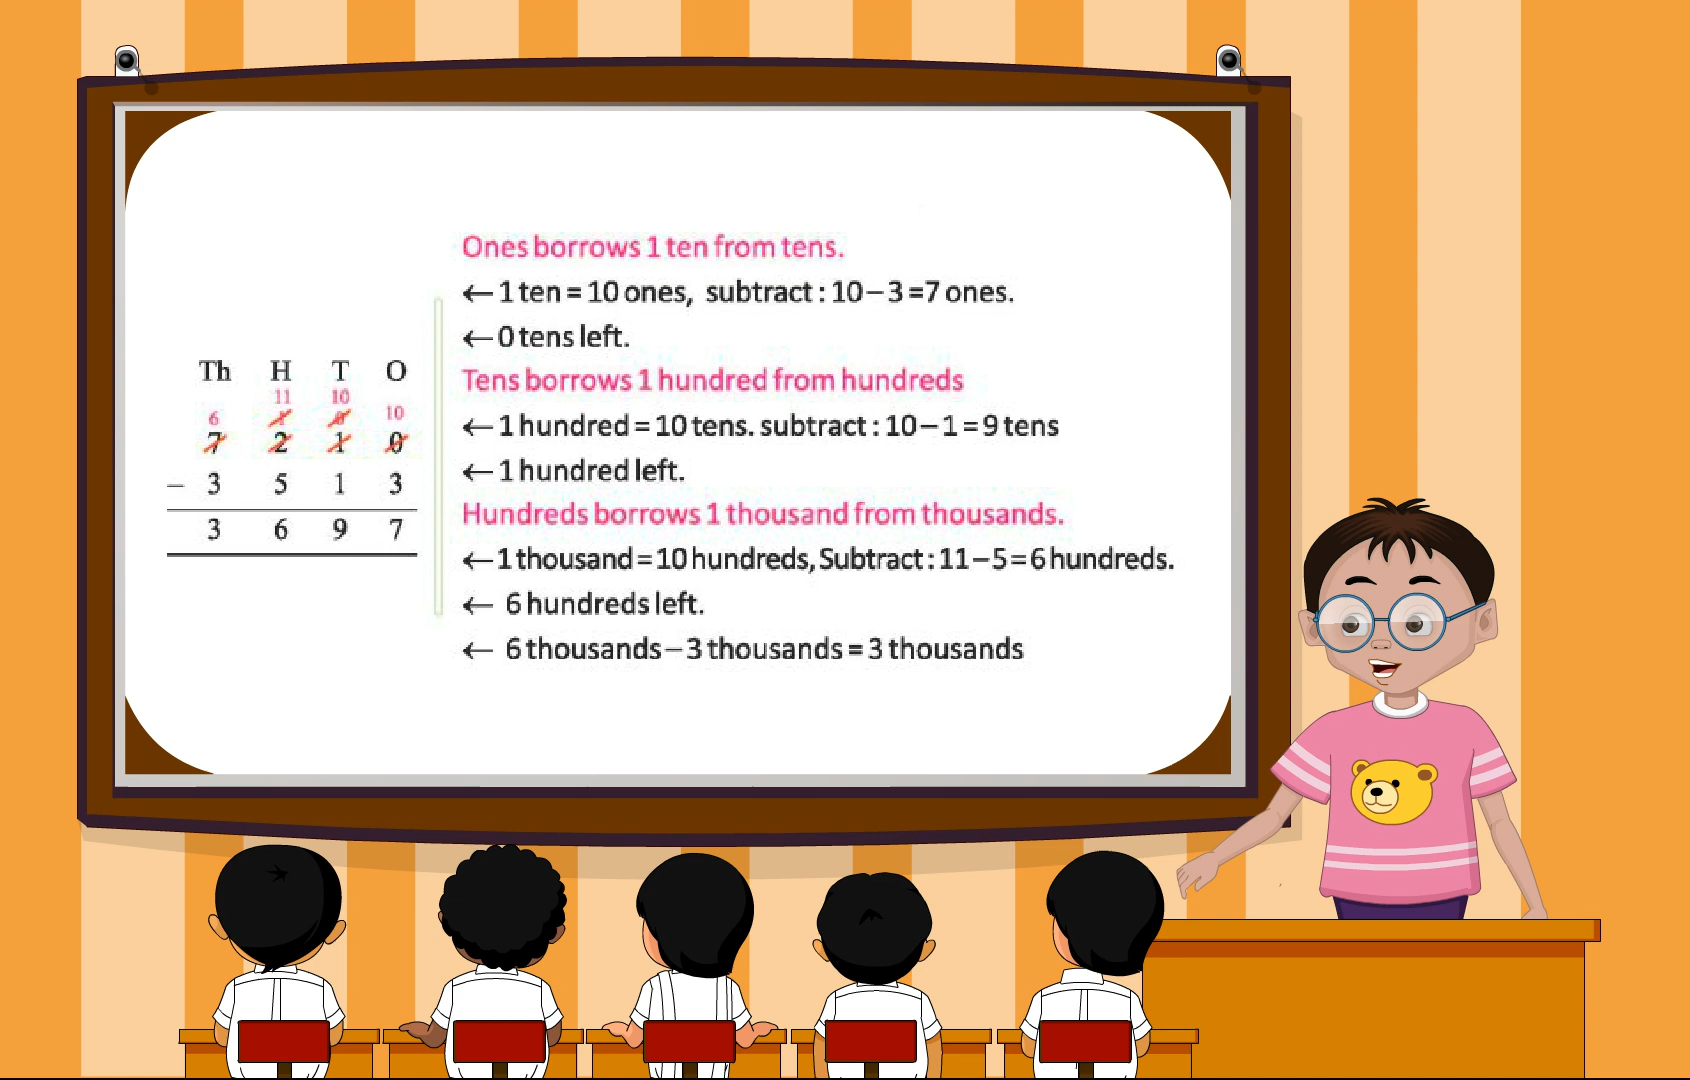 Th H T O
11 10
6 1 0 10
7 2 1 0
− 3 5 1 3
3 6 9 7
Ones borrows 1 ten from tens.
← 1 ten = 10 ones, subtract : 10 − 3 =7 ones.
← 0 tens left.
Tens borrows 1 hundred from hundreds
← 1 hundred = 10 tens. subtract : 10 − 1 = 9 tens
← 1 hundred left.
Hundreds borrows 1 thousand from thousands.
← 1 thousand = 10 hundreds, Subtract : 11 − 5 = 6 hundreds.
← 6 hundreds left.
← 6 thousands − 3 thousands = 3 thousands